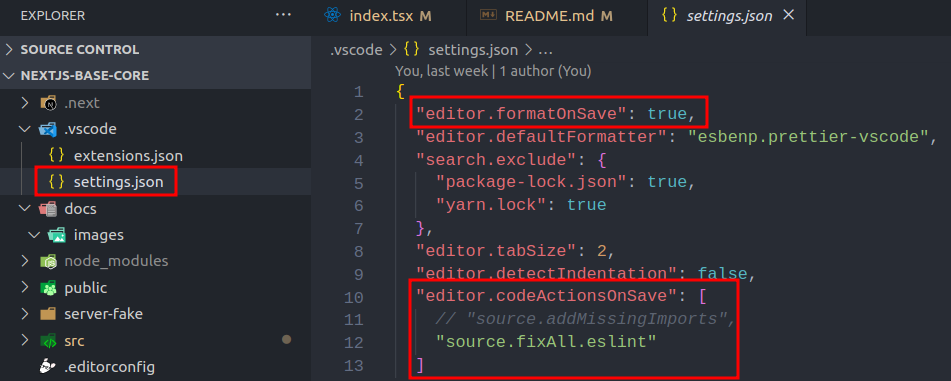 EXPLORER
···
index.tsx M
README.md M
{} settings.json ×
> SOURCE CONTROL
NEXTJS-BASE-CORE
.next
.vscode
{} extensions.json
{} settings.json
docs
images
node_modules
public
server-fake
src
.editorconfig
.vscode > {} settings.json > ...
You, last week | 1 author (You)
1 {
2 "editor.formatOnSave": true,
3 "editor.defaultFormatter": "esbenp.prettier-vscode",
4 "search.exclude": {
5 "package-lock.json": true,
6 "yarn.lock": true
7 },
8 "editor.tabSize": 2,
9 "editor.detectIndentation": false,
10 "editor.codeActionsOnSave": [
11 // "source.addMissingImports",
12 "source.fixAll.eslint"
13 ]